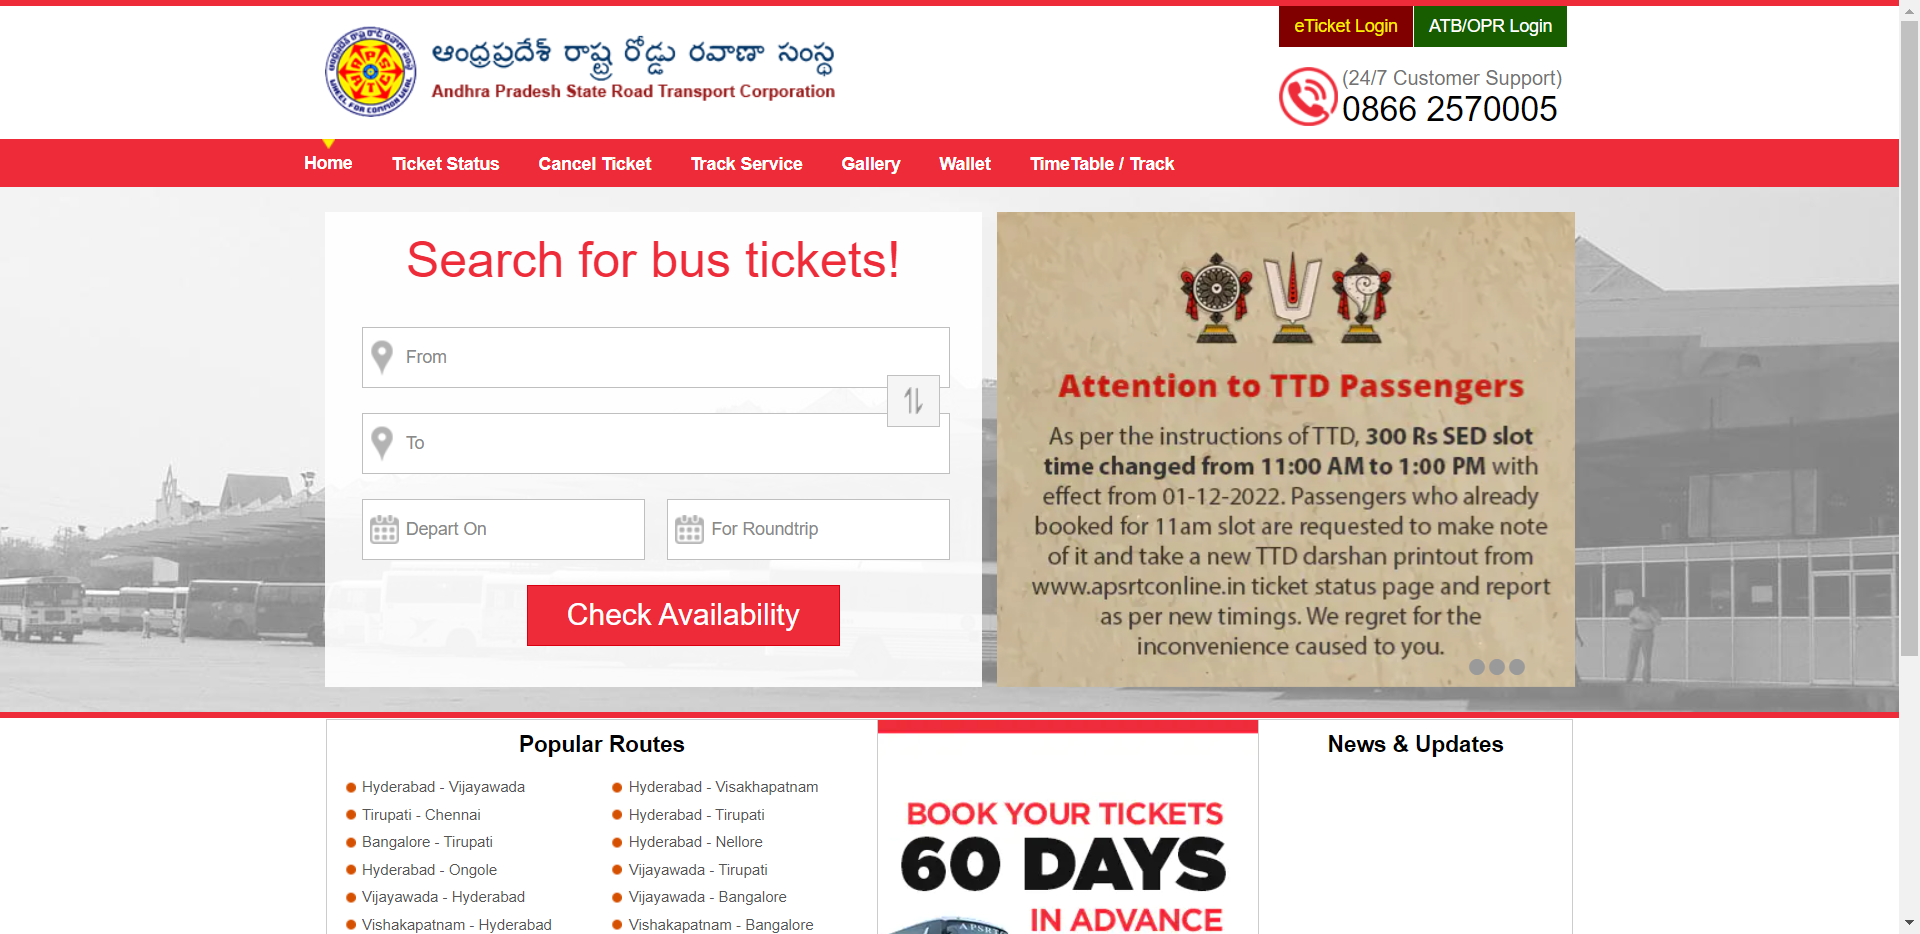 eTicket Login
ATB/OPR Login
ఆంధ్రప్రదేశ్ రాష్ట్ర రోడ్డు రవాణా సంస్థ
Andhra Pradesh State Road Transport Corporation
(24/7 Customer Support)
0866 2570005
Home
Ticket Status
Cancel Ticket
Track Service
Gallery
Wallet
TimeTable / Track
Search for bus tickets!
From
To
Depart On
For Roundtrip
Check Availability
Attention to TTD Passengers
As per the instructions of TTD, 300 Rs SED slot
time changed from 11:00 AM to 1:00 PM with
effect from 01-12-2022. Passengers who already
booked for 11am slot are requested to make note
of it and take a new TTD darshan printout from
www.apsrtconline.in ticket status page and report
as per new timings. We regret for the
inconvenience caused to you.
Popular Routes
Hyderabad - Vijayawada
Hyderabad - Visakhapatnam
Tirupati - Chennai
Hyderabad - Tirupati
Bangalore - Tirupati
Hyderabad - Nellore
Hyderabad - Ongole
Vijayawada - Tirupati
Vijayawada - Hyderabad
Vijayawada - Bangalore
Vishakapatnam - Hyderabad
Vishakapatnam - Bangalore
BOOK YOUR TICKETS
60 DAYS
IN ADVANCE
News & Updates